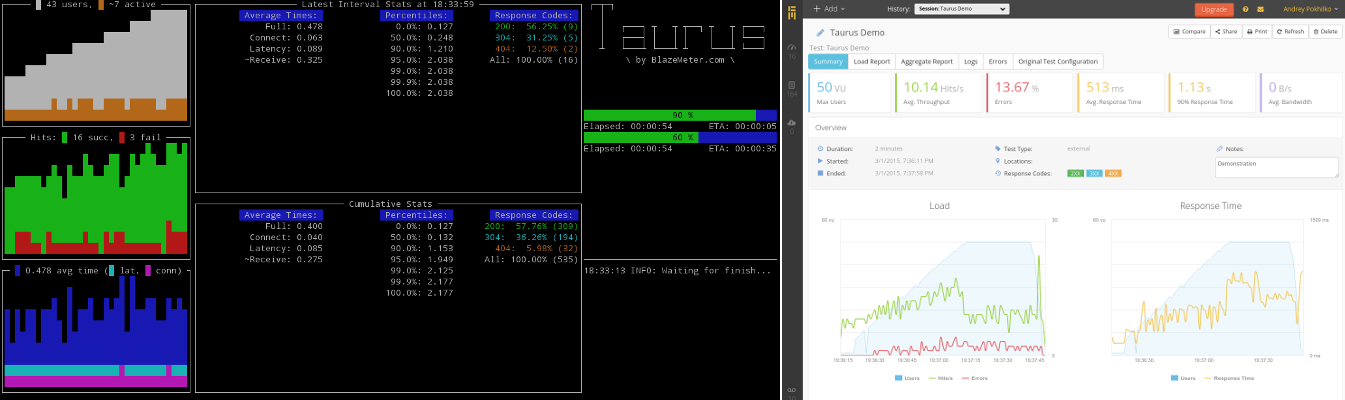 43 users, ~7 active
Hits: 16 succ, 3 fail
0.478 avg time ( lat, conn)
Latest Interval Stats at 18:33:59
Average Times: Percentiles: Response Codes:
Full: 0.478 0.0%: 0.127 200: 56.25% (9)
Connect: 0.063 50.0%: 0.248 304: 31.25% (5)
Latency: 0.089 90.0%: 1.210 404: 12.50% (2)
~Receive: 0.325 95.0%: 2.038 All: 100.00% (16)
99.0%: 2.038
99.9%: 2.038
100.0%: 2.038
Cumulative Stats
Average Times: Percentiles: Response Codes:
Full: 0.400 0.0%: 0.127 200: 57.76% (309)
Connect: 0.040 50.0%: 0.132 304: 36.26% (194)
Latency: 0.085 90.0%: 1.153 404: 5.98% (32)
~Receive: 0.275 95.0%: 1.949 All: 100.00% (535)
99.0%: 2.125
99.9%: 2.177
100.0%: 2.177
Taurus
\ by BlazeMeter.com \
90 %
Elapsed: 00:00:54 ETA: 00:00:05
60 %
Elapsed: 00:00:54 ETA: 00:00:35
18:33:13 INFO: Waiting for finish...
+ Add History: Session: Taurus Demo Upgrade Andrey Pokhilko
Taurus Demo Compare Share Print Refresh Delete
Test: Taurus Demo
Summary Load Report Aggregate Report Logs Errors Original Test Configuration
50 VU 10.14 Hits/s 13.67 % 513 ms 1.13 s 0 B/s
Max Users Avg. Throughput Errors Avg. Response Time 90% Response Time Avg. Bandwidth
Overview
Duration: 2 minutes Test Type: external Notes:
Started: 3/1/2015, 7:36:11 PM Locations: Demonstration
Ended: 3/1/2015, 7:37:58 PM Response Codes: 2XX 3XX 4XX
Load
60 vu 30
0
19:36:15 19:36:30 19:36:45 19:37:00 19:37:15 19:37:30 19:37:45
Users Hits/s Errors
Response Time
60 vu 1500 ms
0 ms
19:36:30 19:37:00 19:37:30
Users Response Time